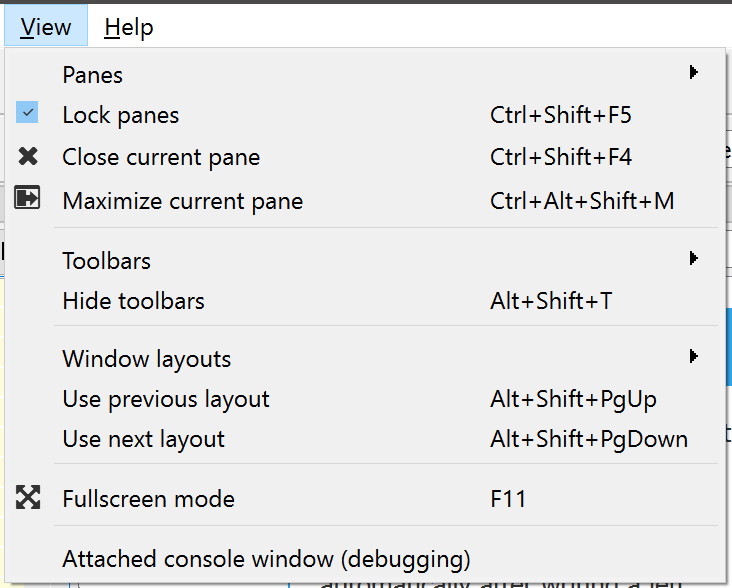 View Help
Panes
Lock panes Ctrl+Shift+F5
Close current pane Ctrl+Shift+F4
Maximize current pane Ctrl+Alt+Shift+M
Toolbars
Hide toolbars Alt+Shift+T
Window layouts
Use previous layout Alt+Shift+PgUp
Use next layout Alt+Shift+PgDown
Fullscreen mode F11
Attached console window (debugging)